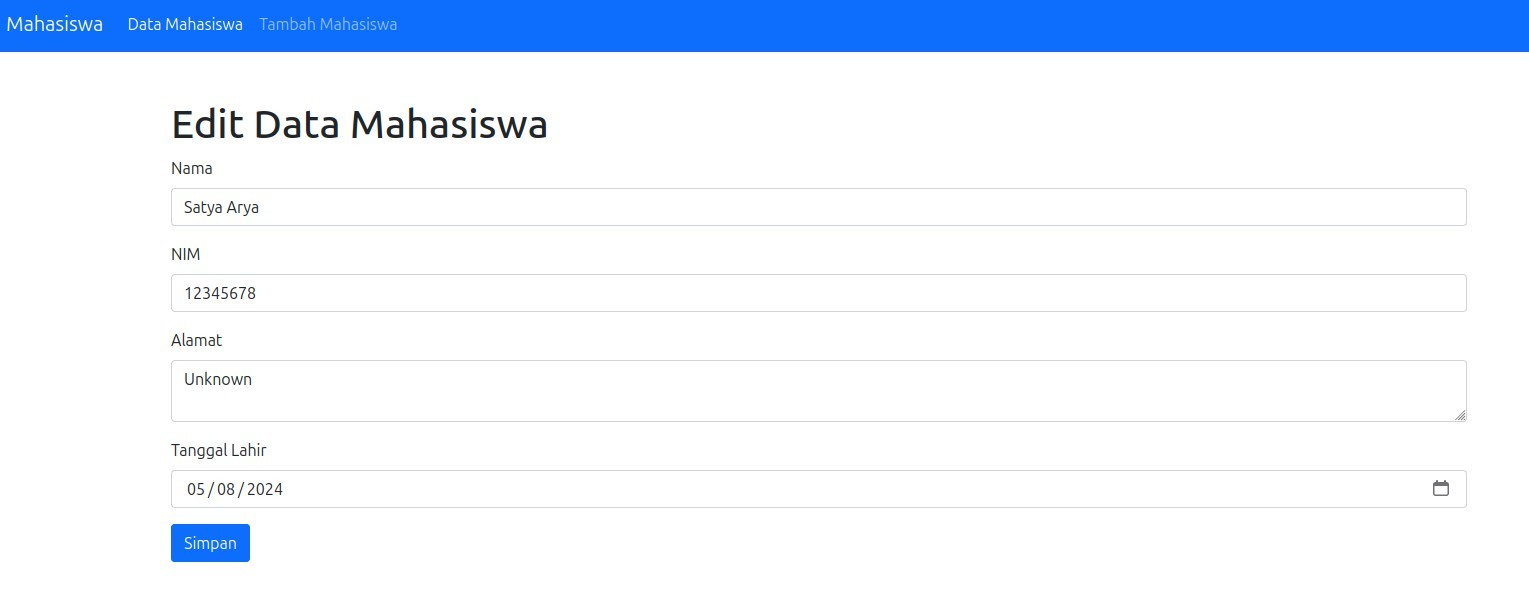 Mahasiswa Data Mahasiswa Tambah Mahasiswa
Edit Data Mahasiswa
Nama
Satya Arya
NIM
12345678
Alamat
Unknown
Tanggal Lahir
05/08/2024
Simpan